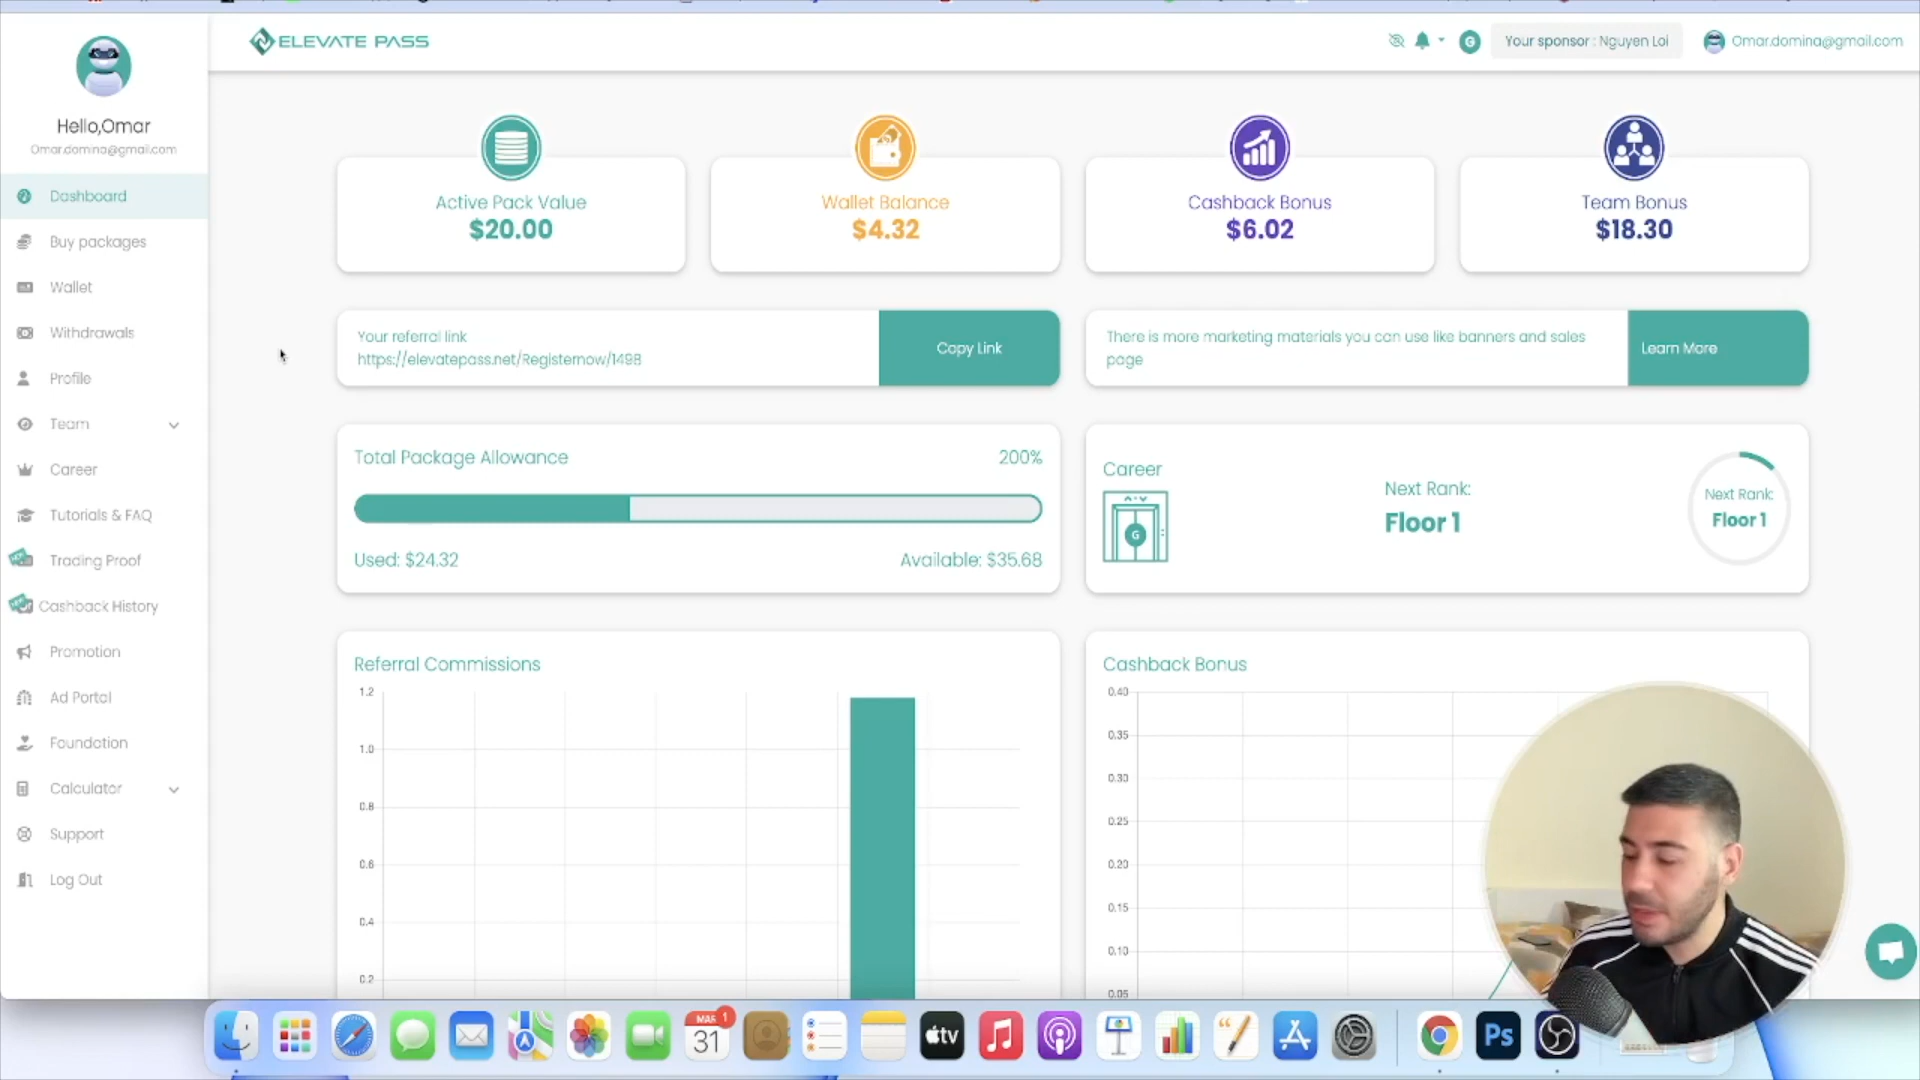 ELEVATE PASS
Your sponsor : Nguyen Loi
Omar.domina@gmail.com
Hello,Omar
Omar.domina@gmail.com
Dashboard
Buy packages
Wallet
Withdrawals
Profile
Team
Career
Tutorials & FAQ
Trading Proof
Cashback History
Promotion
Ad Portal
Foundation
Calculator
Support
Log Out
Active Pack Value
$20.00
Wallet Balance
$4.32
Cashback Bonus
$6.02
Team Bonus
$18.30
Your referral link
https://elevatepass.net/Registernow/1498
Copy Link
There is more marketing materials you can use like banners and sales
page
Learn More
Total Package Allowance
200%
Used: $24.32
Available: $35.68
Career
G
Next Rank:
Floor 1
Next Rank:
Floor 1
Referral Commissions
1.2
1.0
0.8
0.6
0.4
0.2
Cashback Bonus
0.40
0.35
0.30
0.25
0.20
0.15
0.10
0.05
MAR
31
1
tv
Ps